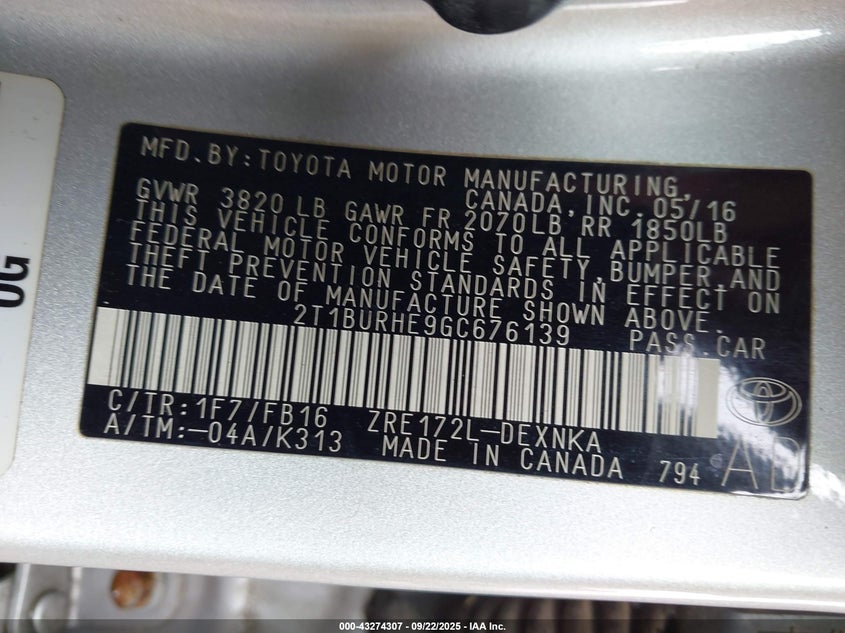 MFD.BY:TOYOTA MOTOR MANUFACTURING,
CANADA,INC.05/16
GVWR 3820 LB GAWR FR 2070LB RR 1850LB
THIS VEHICLE CONFORMS TO ALL APPLICABLE
FEDERAL MOTOR VEHICLE SAFETY,BUMPER,AND
THEFT PREVENTION STANDARDS IN EFFECT ON
THE DATE OF MANUFACTURE SHOWN ABOVE.
2T1BURHE9GC676139 PASS.CAR
C/TR:1F7/FB16 ZRE172L-DEXNKA
A/TM:-04A/K313 MADE IN CANADA 794
000-43274307 - 09/22/2025 - IAA Inc.